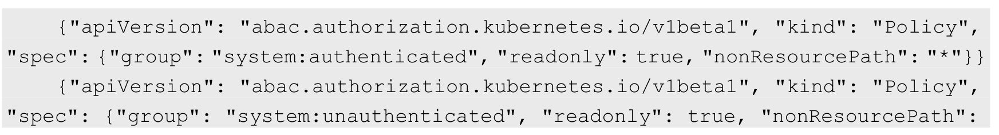 {"apiVersion": "abac.authorization.kubernetes.io/v1beta1", "kind": "Policy",
"spec": {"group": "system:authenticated", "readonly": true, "nonResourcePath": "*"}}
{"apiVersion": "abac.authorization.kubernetes.io/v1beta1", "kind": "Policy",
"spec": {"group": "system:unauthenticated", "readonly": true, "nonResourcePath":